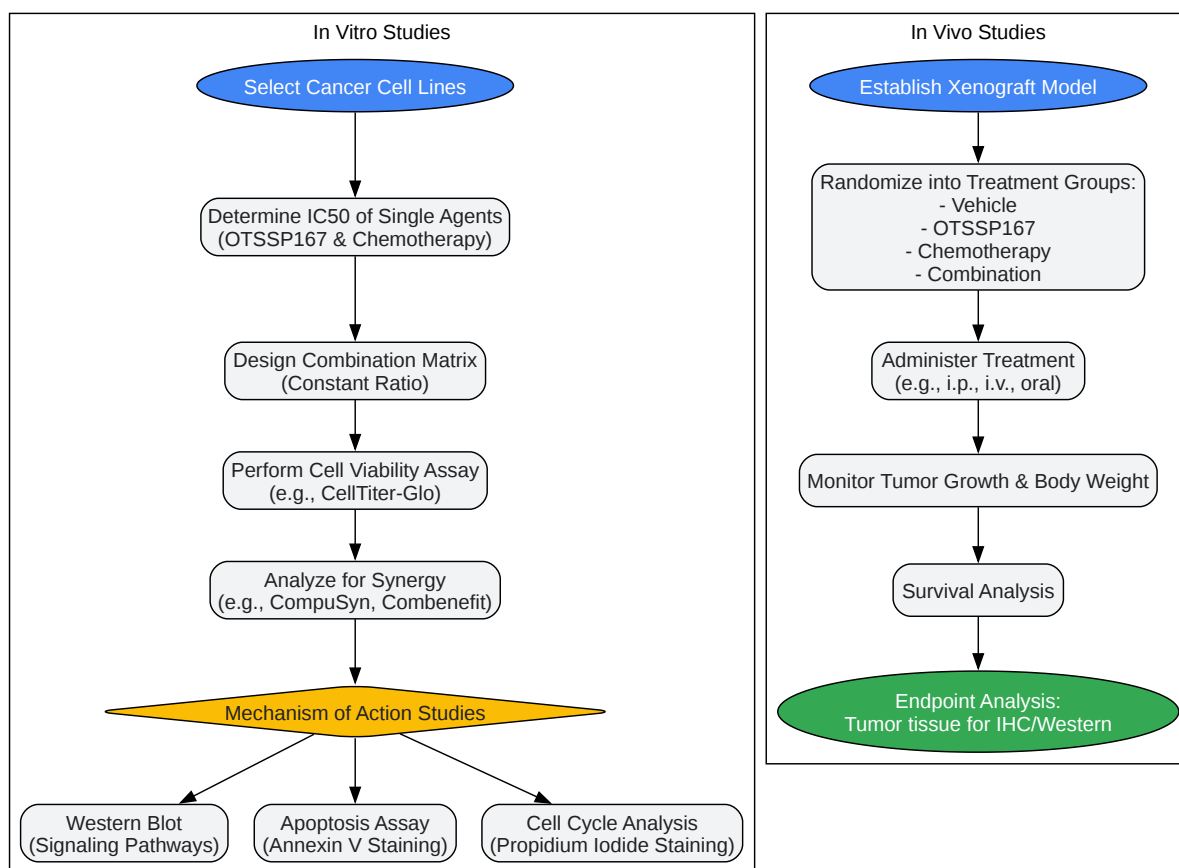 In Vitro Studies
Select Cancer Cell Lines
Determine IC50 of Single Agents
(OTSSP167 & Chemotherapy)
Design Combination Matrix
(Constant Ratio)
Perform Cell Viability Assay
(e.g., CellTiter-Glo)
Analyze for Synergy
(e.g., CompuSyn, Combenefit)
Mechanism of Action Studies
Western Blot
(Signaling Pathways)
Apoptosis Assay
(Annexin V Staining)
Cell Cycle Analysis
(Propidium Iodide Staining)
In Vivo Studies
Establish Xenograft Model
Randomize into Treatment Groups:
- Vehicle
- OTSSP167
- Chemotherapy
- Combination
Administer Treatment
(e.g., i.p., i.v., oral)
Monitor Tumor Growth & Body Weight
Survival Analysis
Endpoint Analysis:
Tumor tissue for IHC/Western